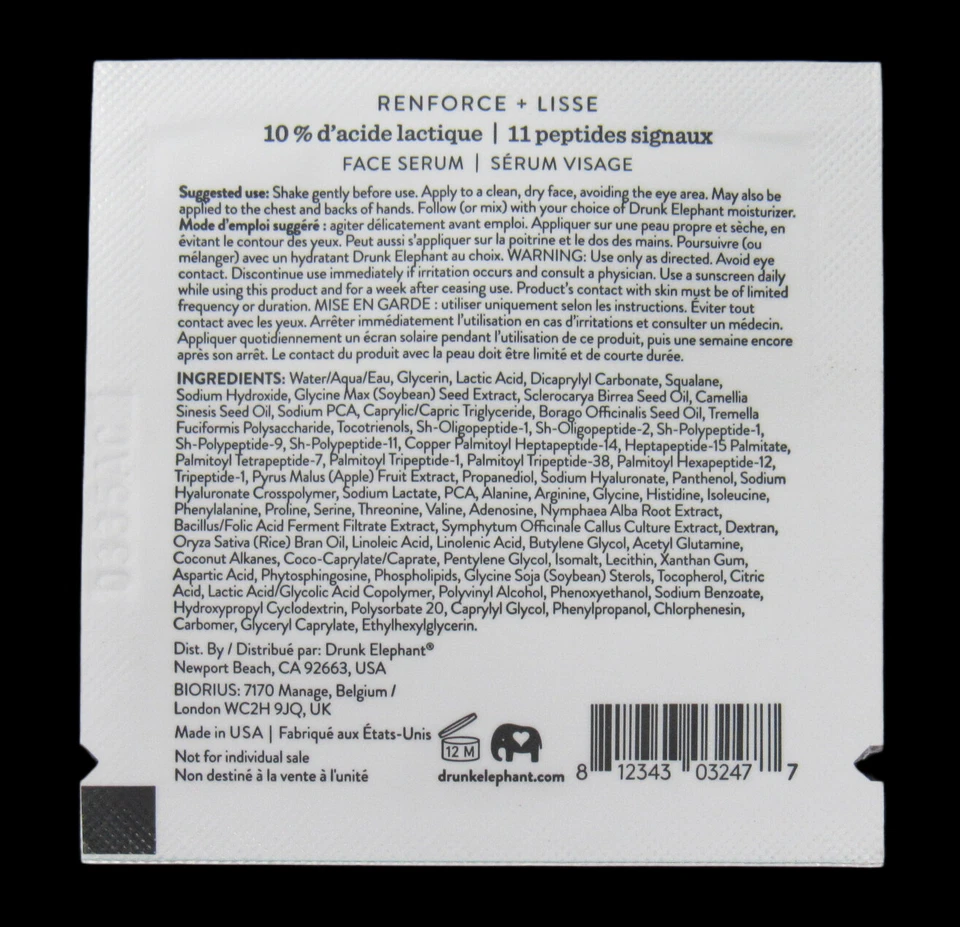 RENFORCE + LISSE
10 % d'acide lactique | 11 peptides signaux
FACE SERUM | SÉRUM VISAGE
Suggested use: Shake gently before use. Apply to a clean, dry face, avoiding the eye area. May also be
applied to the chest and backs of hands. Follow (or mix) with your choice of Drunk Elephant moisturizer.
Mode d'emploi suggéré : agiter délicatement avant emploi. Appliquer sur une peau propre et sèche, en
évitant le contour des yeux. Peut aussi s'appliquer sur la poitrine et le dos des mains. Poursuivre (ou
mélanger) avec un hydratant Drunk Elephant au choix. WARNING: Use only as directed. Avoid eye
contact. Discontinue use immediately if irritation occurs and consult a physician. Use a sunscreen daily
while using this product and for a week after ceasing use. Product's contact with skin must be of limited
frequency or duration. MISE EN GARDE : utiliser uniquement selon les instructions. Éviter tout
contact avec les yeux. Arrêter immédiatement l'utilisation en cas d'irritations et consulter un médecin.
Appliquer quotidiennement un écran solaire pendant l'utilisation de ce produit, puis une semaine encore
après son arrêt. Le contact du produit avec la peau doit être limité et de courte durée.
INGREDIENTS: Water/Aqua/Eau, Glycerin, Lactic Acid, Dicaprylyl Carbonate, Squalane,
Sodium Hydroxide, Glycine Max (Soybean) Seed Extract, Sclerocarya Birrea Seed Oil, Camellia
Sinesis Seed Oil, Sodium PCA, Caprylic/Capric Triglyceride, Borago Officinalis Seed Oil, Tremella
Fuciformis Polysaccharide, Tocotrienols, Sh-Oligopeptide-1, Sh-Oligopeptide-2, Sh-Polypeptide-1,
Sh-Polypeptide-9, Sh-Polypeptide-11, Copper Palmitoyl Heptapeptide-14, Heptapeptide-15 Palmitate,
Palmitoyl Tetrapeptide-7, Palmitoyl Tripeptide-1, Palmitoyl Tripeptide-38, Palmitoyl Hexapeptide-12,
Tripeptide-1, Pyrus Malus (Apple) Fruit Extract, Propanediol, Sodium Hyaluronate, Panthenol, Sodium
Hyaluronate Crosspolymer, Sodium Lactate, PCA, Alanine, Arginine, Glycine, Histidine, Isoleucine,
Phenylalanine, Proline, Serine, Threonine, Valine, Adenosine, Nymphaea Alba Root Extract,
Bacillus/Folic Acid Ferment Filtrate Extract, Symphytum Officinale Callus Culture Extract, Dextran,
Oryza Sativa (Rice) Bran Oil, Linoleic Acid, Linolenic Acid, Butylene Glycol, Acetyl Glutamine,
Coconut Alkanes, Coco-Caprylate/Caprate, Pentylene Glycol, Isomalt, Lecithin, Xanthan Gum,
Aspartic Acid, Phytosphingosine, Phospholipids, Glycine Soja (Soybean) Sterols, Tocopherol, Citric
Acid, Lactic Acid/Glycolic Acid Copolymer, Polyvinyl Alcohol, Phenoxyethanol, Sodium Benzoate,
Hydroxypropyl Cyclodextrin, Polysorbate 20, Caprylyl Glycol, Phenylpropanol, Chlorphenesin,
Carbomer, Glyceryl Caprylate, Ethylhexylglycerin.
Dist. By / Distribué par: Drunk Elephant®
Newport Beach, CA 92663, USA
BIORIUS: 7170 Manage, Belgium /
London WC2H 9JQ, UK
Made in USA | Fabriqué aux États-Unis
12 M
Not for individual sale
Non destiné à la vente à l'unité
drunkelephant.com
8 12343 03247 7